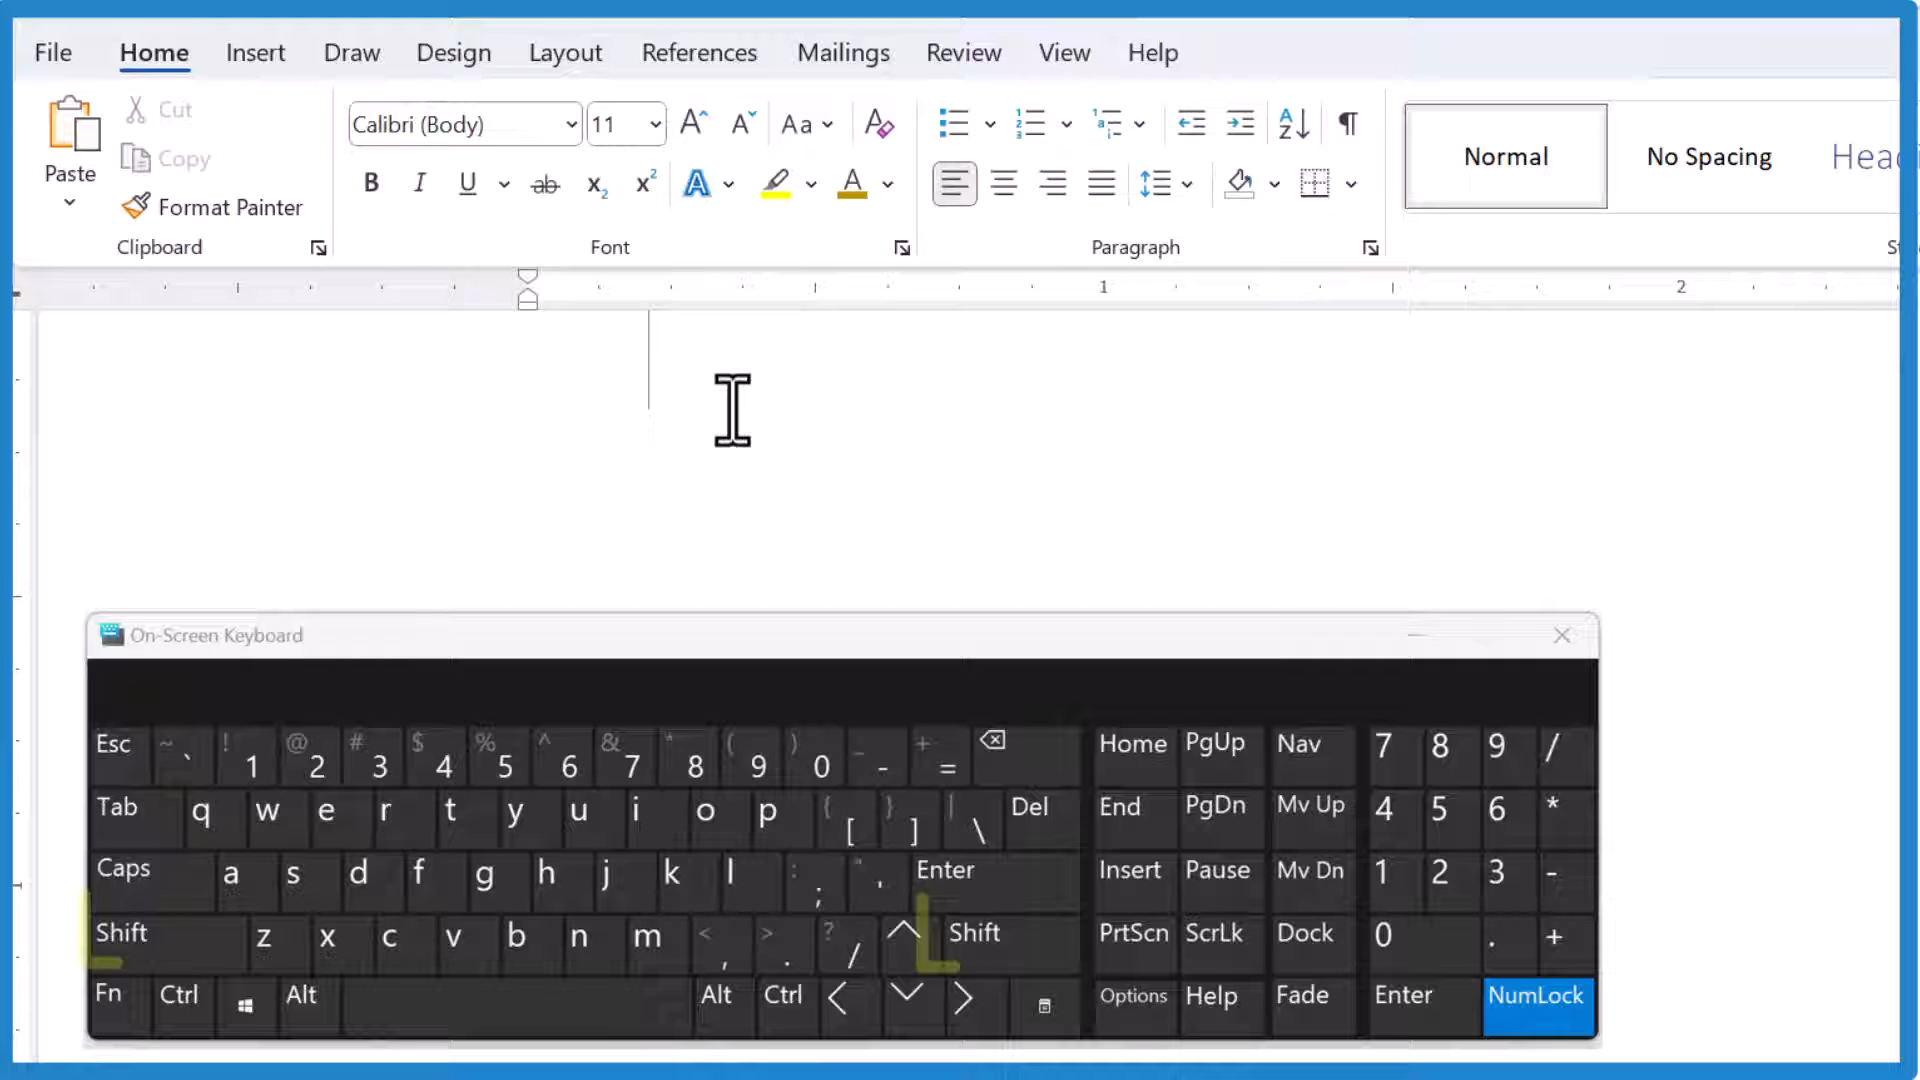 File Home Insert Draw Design Layout References Mailings Review View Help
Cut
Copy
Paste
Format Painter
Clipboard
Calibri (Body) 11 A A Aa A
B I U ab x₂ x² A A
Font
Paragraph
Normal No Spacing Headi
St
1 2
On-Screen Keyboard
Esc ~ ` ! 1 @ 2 # 3 $ 4 % 5 ^ 6 & 7 * 8 ( 9 ) 0 _ - + = Home PgUp Nav 7 8 9 /
Tab q w e r t y u i o p { [ } ] | \ Del End PgDn Mv Up 4 5 6 *
Caps a s d f g h j k l : ; " ' Enter Insert Pause Mv Dn 1 2 3 -
Shift z x c v b n m < , > . ? / Shift PrtScn ScrLk Dock 0 . +
Fn Ctrl Alt Alt Ctrl Options Help Fade Enter NumLock